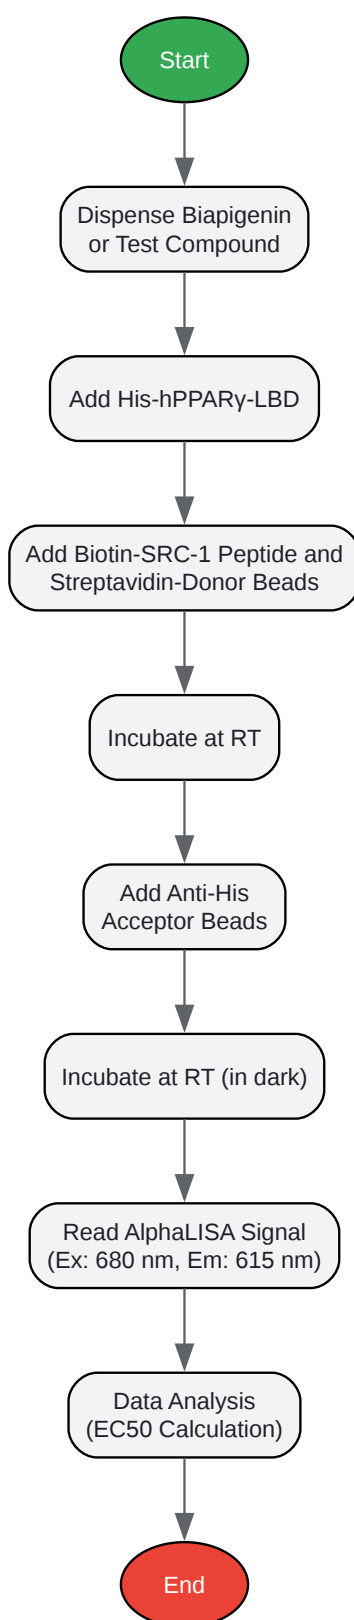 Start
Dispense Biapigenin
or Test Compound
Add His-hPPARγ-LBD
Add Biotin-SRC-1 Peptide and
Streptavidin-Donor Beads
Incubate at RT
Add Anti-His
Acceptor Beads
Incubate at RT (in dark)
Read AlphaLISA Signal
(Ex: 680 nm, Em: 615 nm)
Data Analysis
(EC50 Calculation)
End